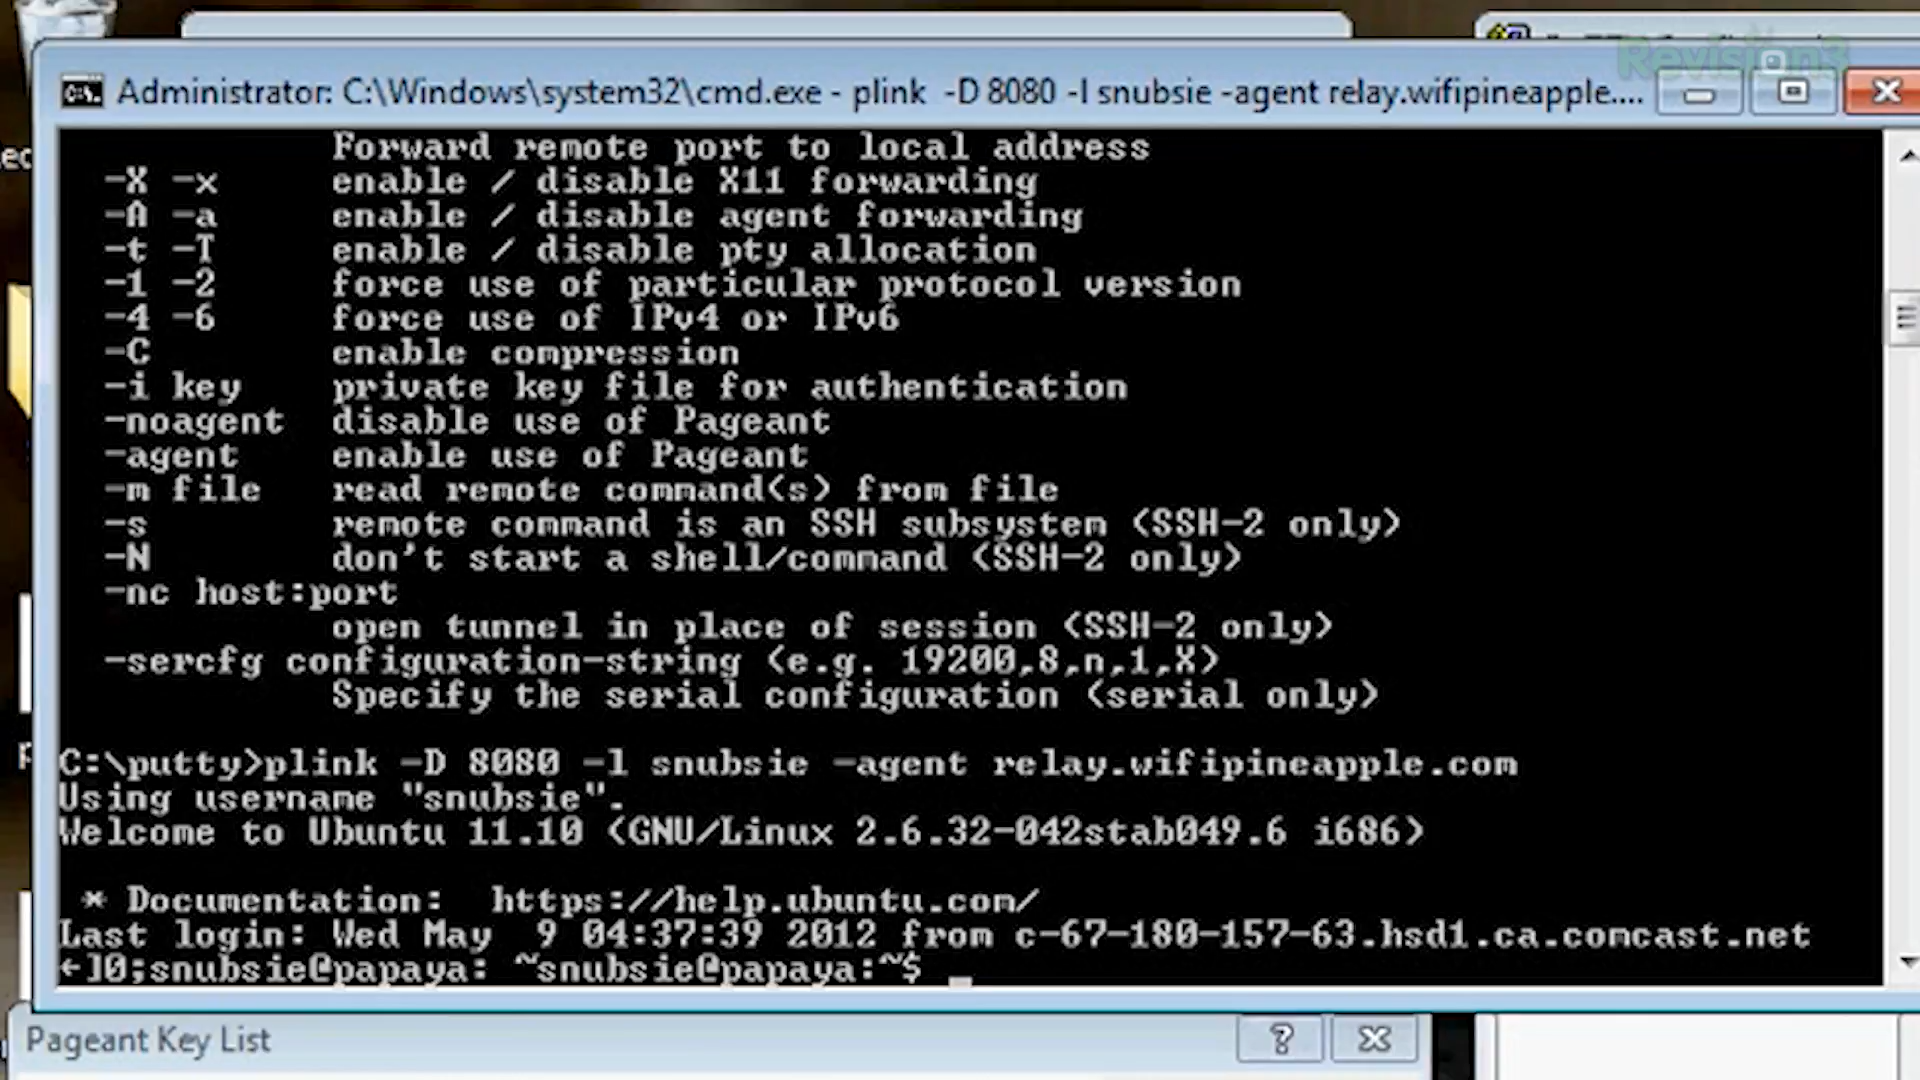 Revision3
Administrator: C:\Windows\system32\cmd.exe - plink  -D 8080 -l snubsie -agent relay.wifipineapple....
Forward remote port to local address
-X -x     enable / disable X11 forwarding
-A -a     enable / disable agent forwarding
-t -T     enable / disable pty allocation
-1 -2     force use of particular protocol version
-4 -6     force use of IPv4 or IPv6
-C        enable compression
-i key    private key file for authentication
-noagent  disable use of Pageant
-agent    enable use of Pageant
-m file   read remote command(s) from file
-s        remote command is an SSH subsystem (SSH-2 only)
-N        don't start a shell/command (SSH-2 only)
-nc host:port
open tunnel in place of session (SSH-2 only)
-sercfg configuration-string (e.g. 19200,8,n,1,X)
Specify the serial configuration (serial only)
C:\putty>plink -D 8080 -l snubsie -agent relay.wifipineapple.com
Using username "snubsie".
Welcome to Ubuntu 11.10 (GNU/Linux 2.6.32-042stab049.6 i686)
* Documentation:  https://help.ubuntu.com/
Last login: Wed May  9 04:37:39 2012 from c-67-180-157-63.hsd1.ca.comcast.net
←]0;snubsie@papaya: ~snubsie@papaya:~$ _
Pageant Key List